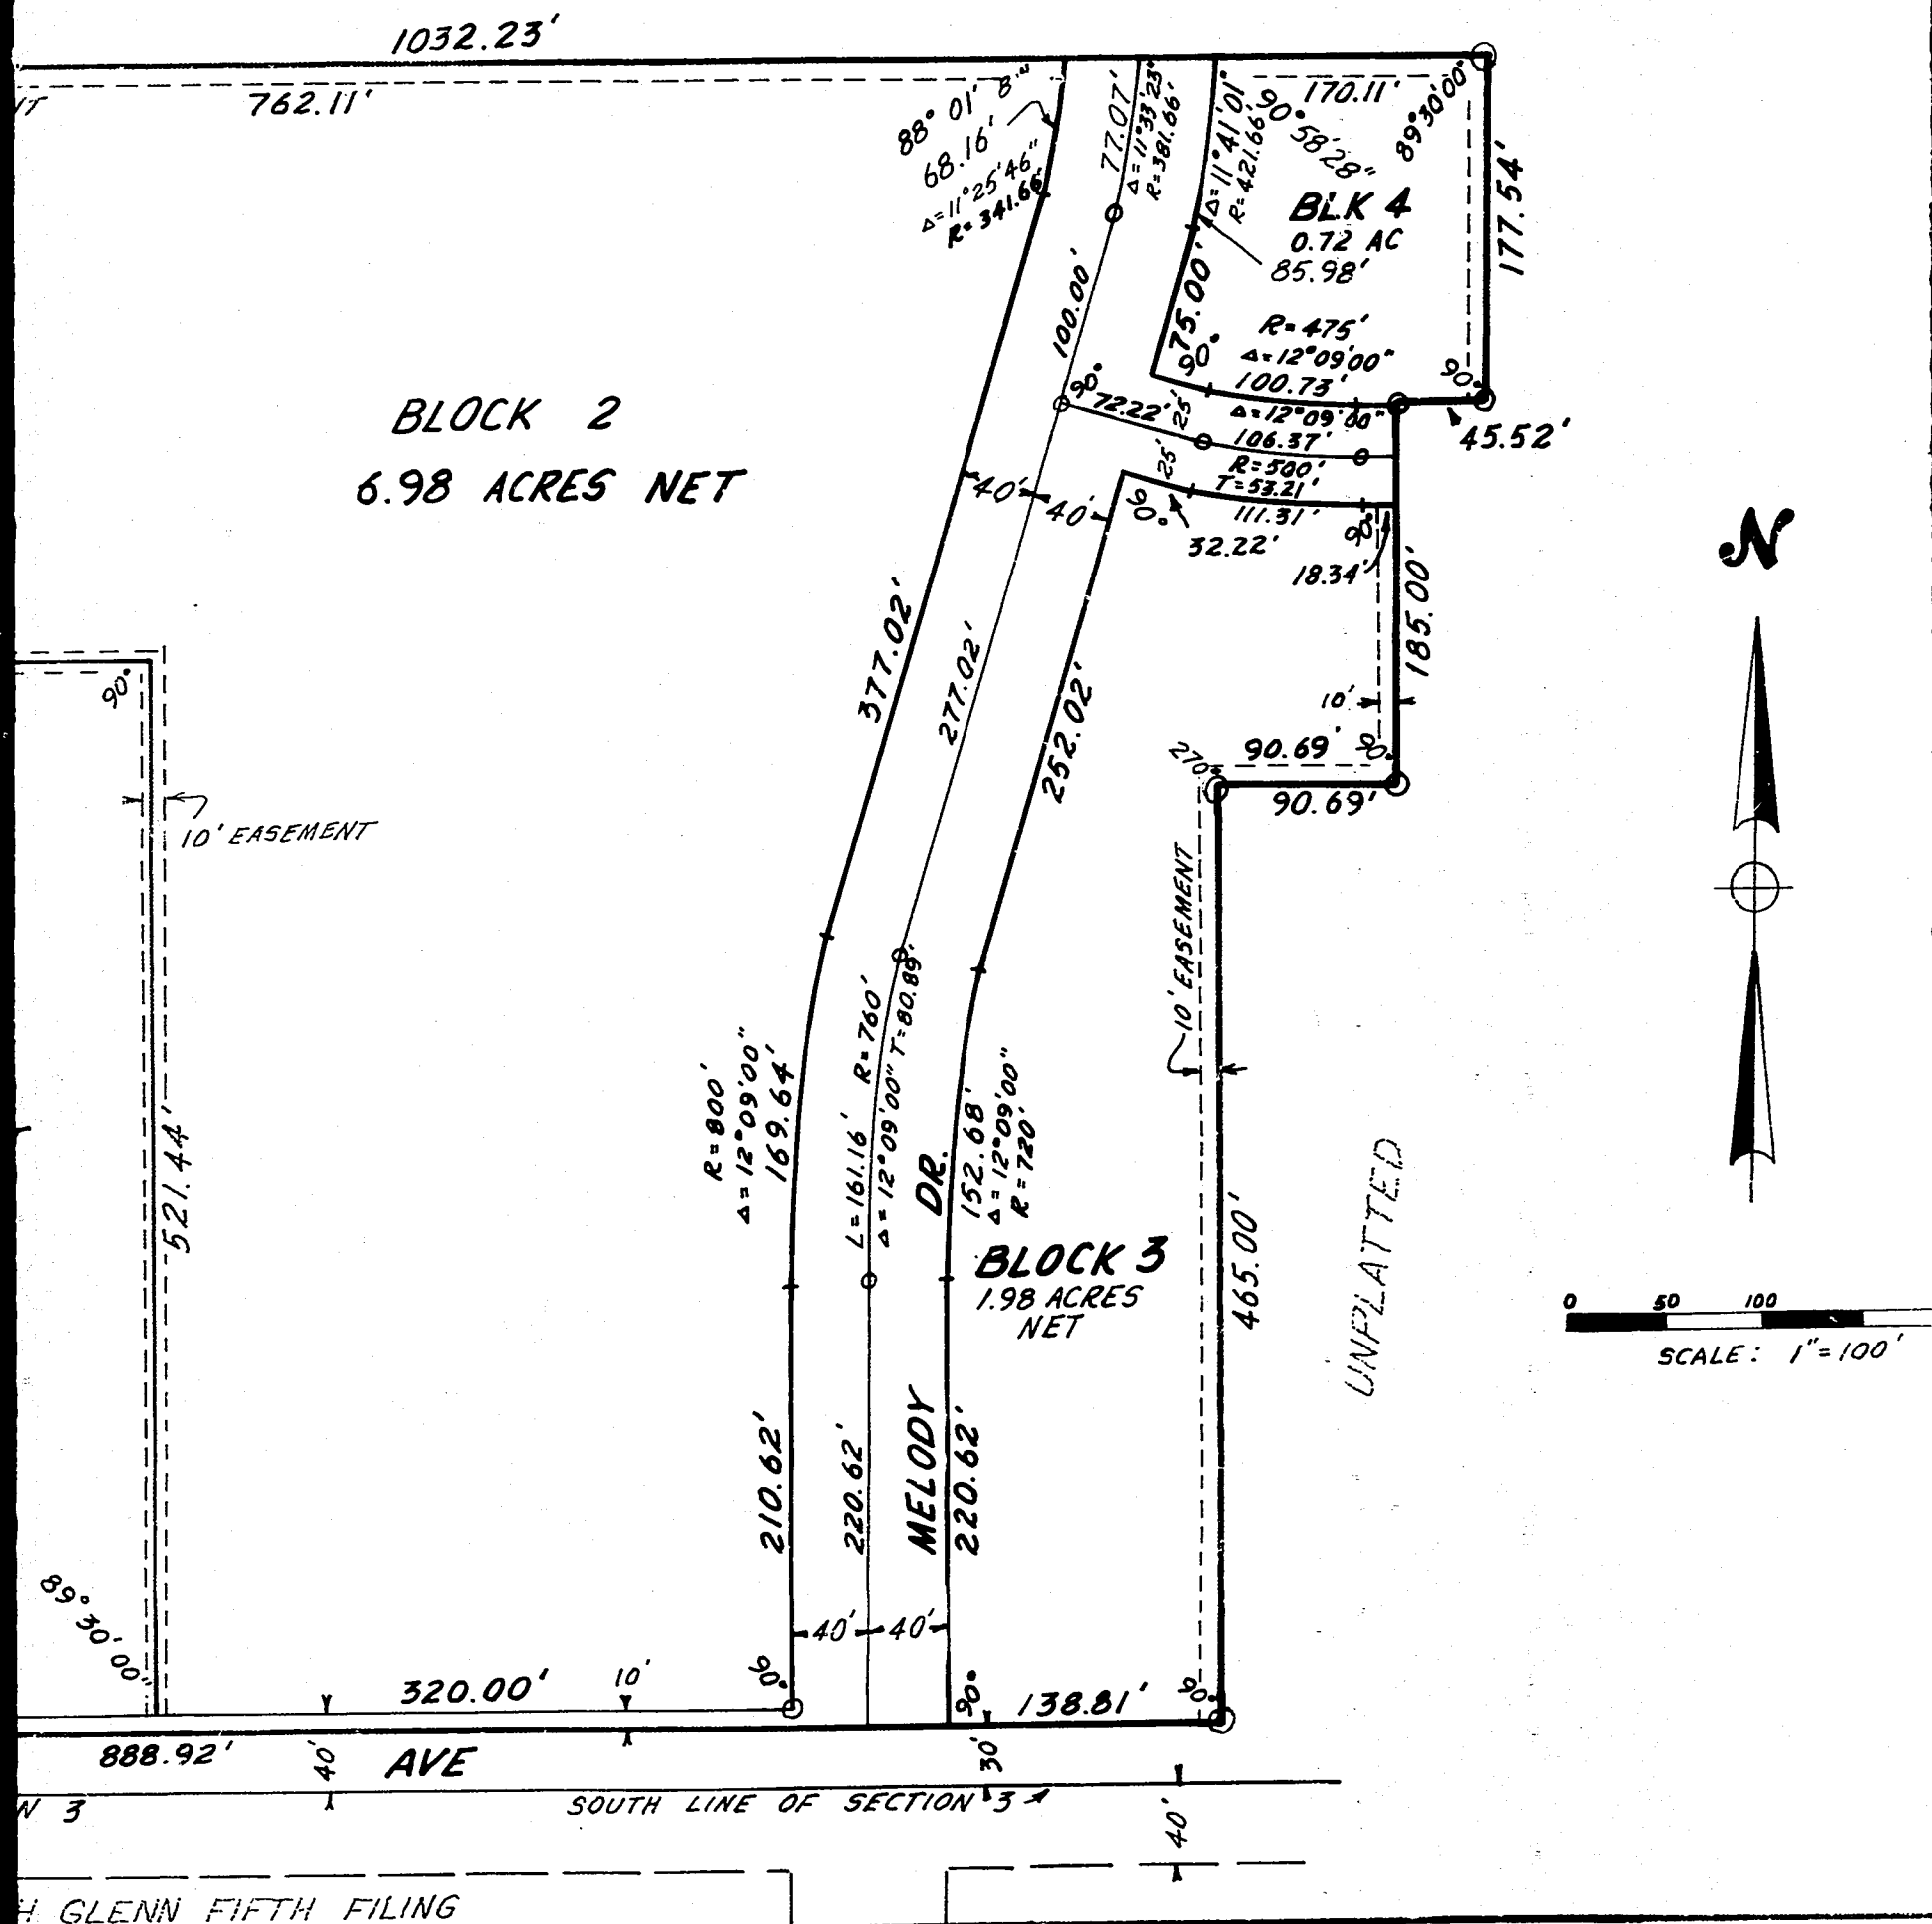 1032.23'
762.11'
88° 01' 8"
68.16'
Δ=11°25'46"
R=341.66'
77.07'
Δ=11°33'23"
R=381.66'
Δ=11°41'01"
R=421.66'
170.11'
90°58'28"
89°30'00"
BLK 4
0.72 AC
85.98'
177.54'
100.00'
75.00'
90°
R=475'
Δ=12°09'00"
100.73'
90°
45.52'
90°
72.22'
25'
25'
Δ=12°09'00"
106.37'
R=500'
T=53.21'
111.31'
90°
32.22'
90°
18.34'
BLOCK 2
6.98 ACRES NET
40'
40'
N
377.02'
277.02'
252.02'
185.00'
10'
90°
270°
90.69'
90.69'
90°
10' EASEMENT
10' EASEMENT
R=800'
Δ=12°09'00"
169.64'
L=161.16' R=760'
Δ=12°09'00" T=80.89'
152.68'
Δ=12°09'00"
R=720'
521.44'
MELODY DR.
BLOCK 3
1.98 ACRES
NET
465.00'
UNPLATTED
0 50 100
SCALE: 1"=100'
210.62'
220.62'
220.62'
40'
40'
89°30'00"
320.00'
10'
90°
90°
138.81'
90°
888.92'
40'
AVE
30'
N 3
SOUTH LINE OF SECTION 3
40'
H GLENN FIFTH FILING